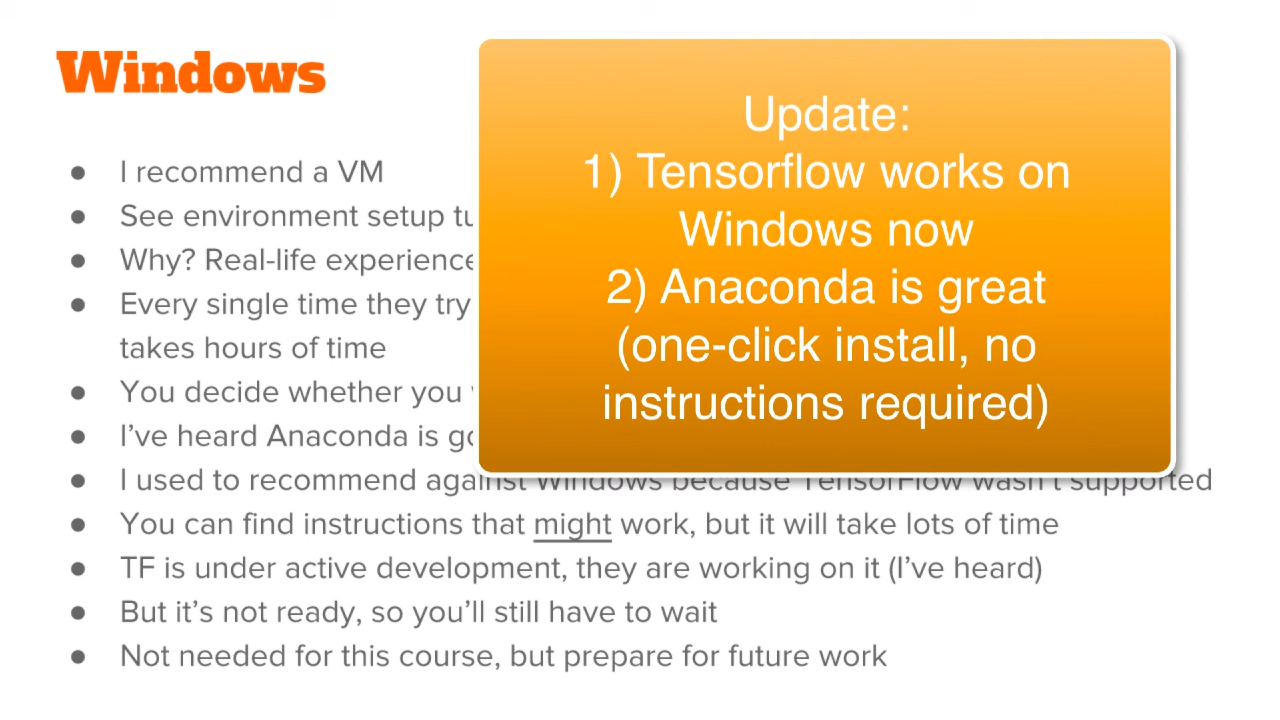 Windows
Update:
1) Tensorflow works on
Windows now
2) Anaconda is great
(one-click install, no
instructions required)
● I recommend a VM
● See environment setup
● Why? Real-life experience
● Every single time they try
takes hours of time
● You decide whether you
● I've heard Anaconda is
● I used to recommend against Windows because TensorFlow wasn't supported
● You can find instructions that might work, but it will take lots of time
● TF is under active development, they are working on it (I've heard)
● But it's not ready, so you'll still have to wait
● Not needed for this course, but prepare for future work